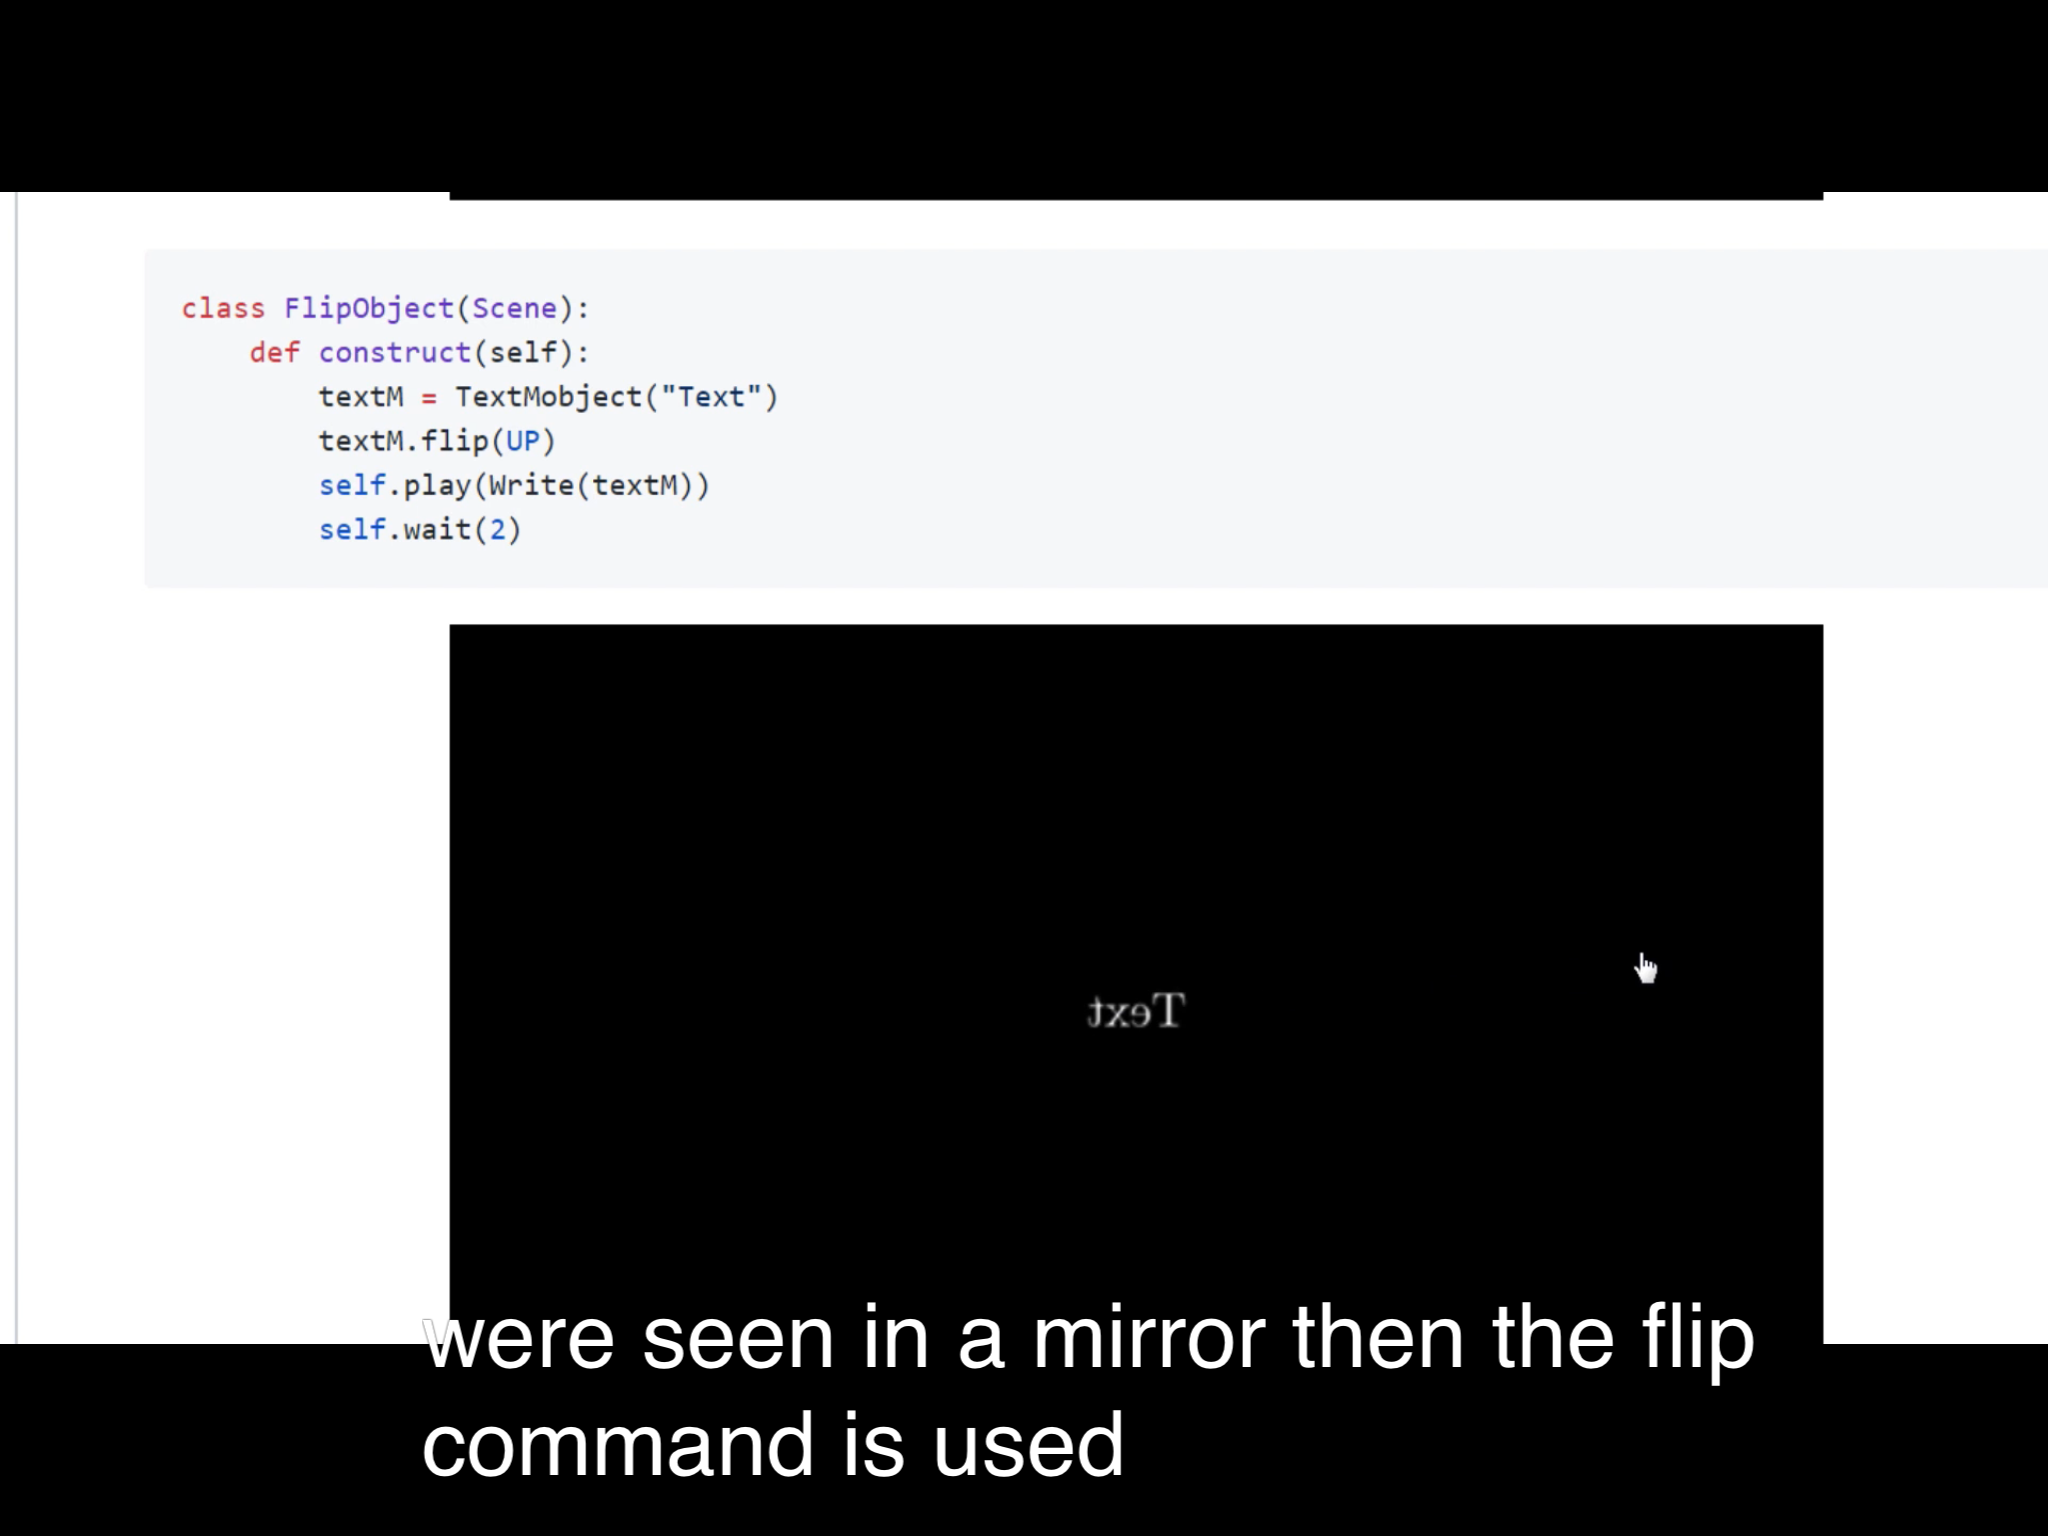 class FlipObject(Scene):
def construct(self):
textM = TextMobject("Text")
textM.flip(UP)
self.play(Write(textM))
self.wait(2)
Text
were seen in a mirror then the flip
command is used